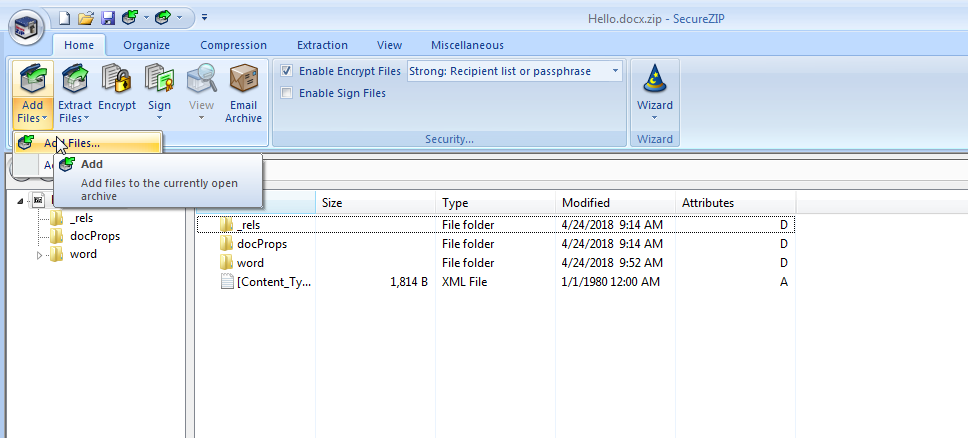 Hello.docx.zip - SecureZIP
Home Organize Compression Extraction View Miscellaneous
Add Files Extract Files Encrypt Sign View Email Archive
Enable Encrypt Files Strong: Recipient list or passphrase
Enable Sign Files
Wizard
Security... Wizard
Add Files...
Add
Add files to the currently open
archive
Size Type Modified Attributes
_rels
docProps
word
_rels File folder 4/24/2018 9:14 AM D
docProps File folder 4/24/2018 9:14 AM D
word File folder 4/24/2018 9:52 AM D
[Content_Ty... 1,814 B XML File 1/1/1980 12:00 AM A